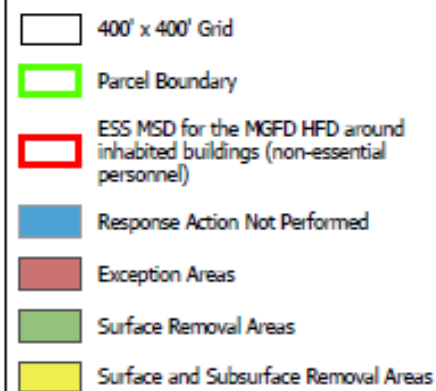 400' x 400' Grid
Parcel Boundary
ESS MSD for the MGFD HFD around
inhabited buildings (non-essential
personnel)
Response Action Not Performed
Exception Areas
Surface Removal Areas
Surface and Subsurface Removal Areas